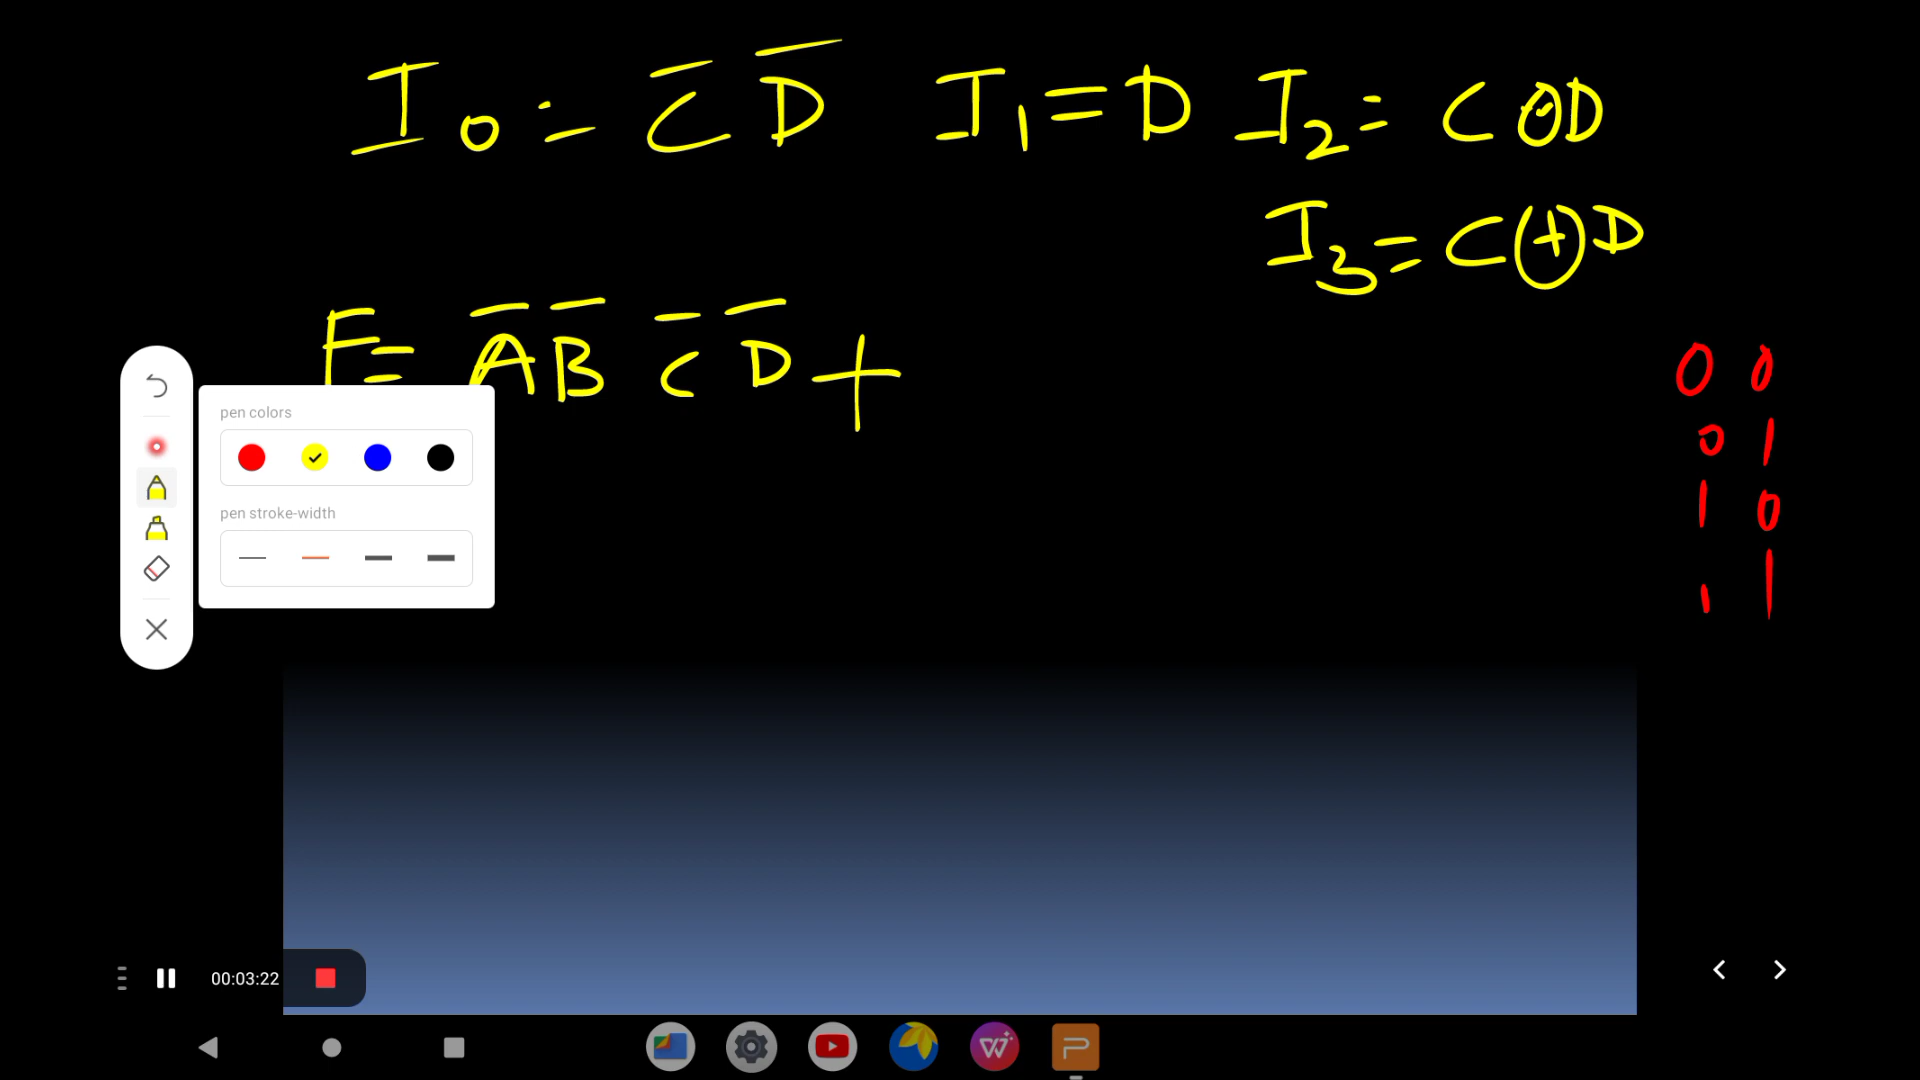 I₀ = C̅ D̅ I₁ = D I₂ = C ⊙ D
I₃ = C ⊕ D
F = A̅ B̅ C̅ D̅ +
0 0
0 1
1 0
1 1
pen colors
pen stroke-width
00:03:22